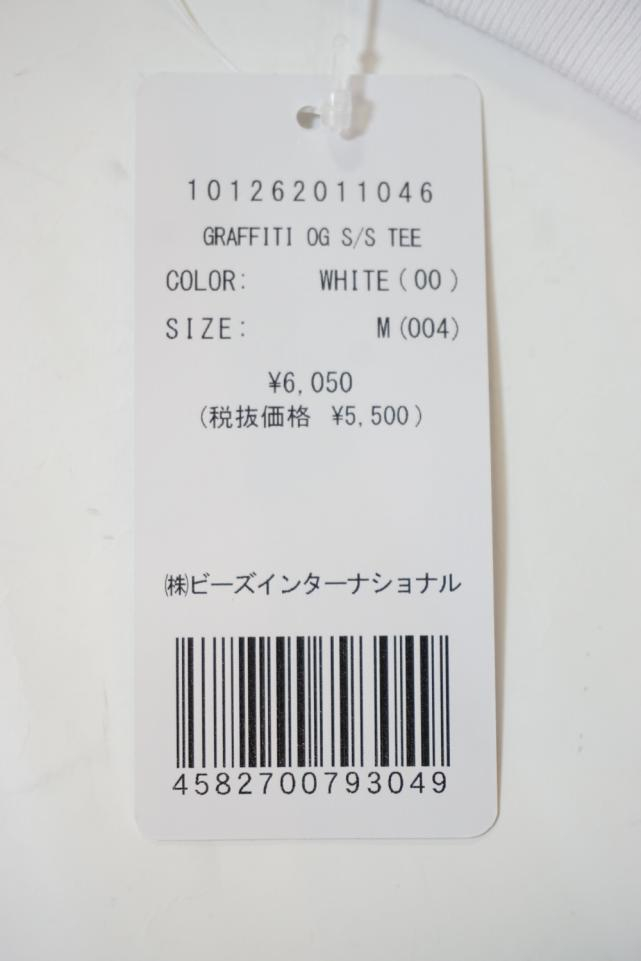 101262011046
GRAFFITI OG S/S TEE
COLOR: WHITE(00)
SIZE: M(004)
¥6,050
(税抜価格 ¥5,500)
㈱ビーズインターナショナル
4582700793049